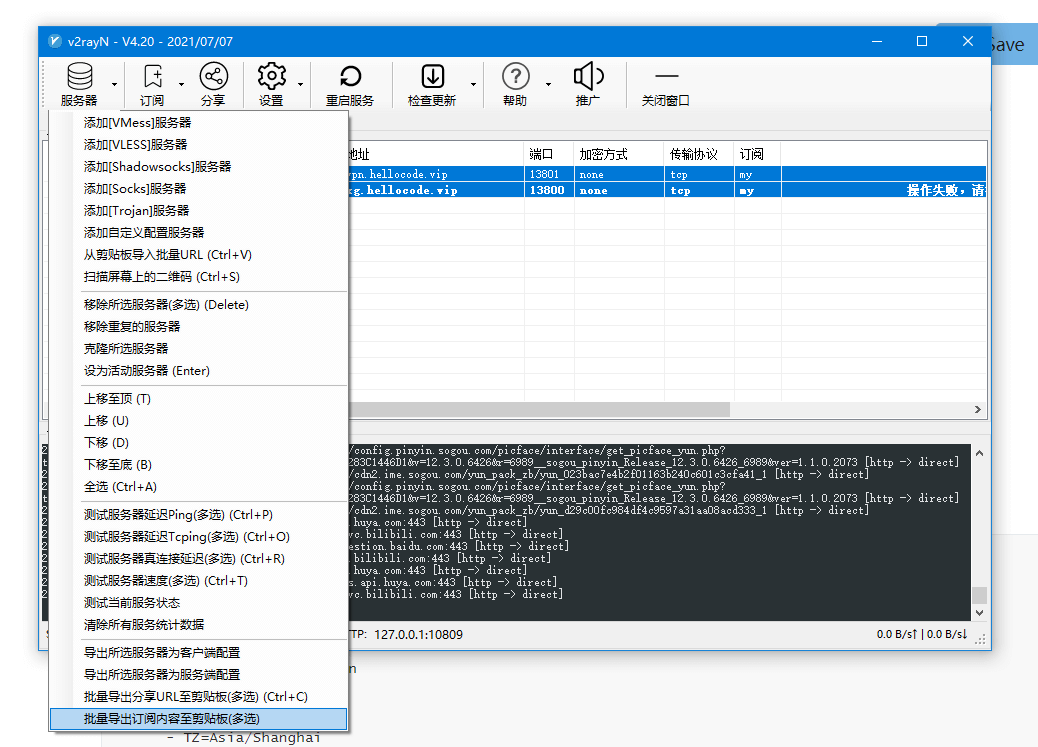 Save
v2rayN - V4.20 - 2021/07/07
服务器 订阅 分享 设置 重启服务 检查更新 帮助 推广 关闭窗口
添加[VMess]服务器
添加[VLESS]服务器
添加[Shadowsocks]服务器
添加[Socks]服务器
添加[Trojan]服务器
添加自定义配置服务器
从剪贴板导入批量URL (Ctrl+V)
扫描屏幕上的二维码 (Ctrl+S)
移除所选服务器(多选) (Delete)
移除重复的服务器
克隆所选服务器
设为活动服务器 (Enter)
上移至顶 (T)
上移 (U)
下移 (D)
下移至底 (B)
全选 (Ctrl+A)
测试服务器延迟Ping(多选) (Ctrl+P)
测试服务器延迟Tcping(多选) (Ctrl+O)
测试服务器真连接延迟(多选) (Ctrl+R)
测试服务器速度(多选) (Ctrl+T)
测试当前服务状态
清除所有服务统计数据
导出所选服务器为客户端配置
导出所选服务器为服务端配置
批量导出分享URL至剪贴板(多选) (Ctrl+C)
批量导出订阅内容至剪贴板(多选)
地址 端口 加密方式 传输协议 订阅
vpn.hellocode.vip 13801 none tcp my
.hellocode.vip 13800 none tcp my 操作失败，请
/config.pinyin.sogou.com/picface/interface/get_picface_yun.php?
283C1446D1&v=12.3.0.6426&r=6989__sogou_pinyin_Release_12.3.0.6426_6989&ver=1.1.0.2073 [http -> direct]
/cdn2.ime.sogou.com/yun_pack_zb/yun_023bac7e4b2f01163b240c601c3cfa41_1 [http -> direct]
/config.pinyin.sogou.com/picface/interface/get_picface_yun.php?
283C1446D1&v=12.3.0.6426&r=6989__sogou_pinyin_Release_12.3.0.6426_6989&ver=1.1.0.2073 [http -> direct]
/cdn2.ime.sogou.com/yun_pack_zb/yun_d29c00fc984df4c9597a31aa08acd333_1 [http -> direct]
.huya.com:443 [http -> direct]
vc.bilibili.com:443 [http -> direct]
estion.baidu.com:443 [http -> direct]
.bilibili.com:443 [http -> direct]
.huya.com:443 [http -> direct]
s.api.huya.com:443 [http -> direct]
vc.bilibili.com:443 [http -> direct]
TP: 127.0.0.1:10809 0.0 B/s↑ | 0.0 B/s↓
n
- TZ=Asia/Shanghai